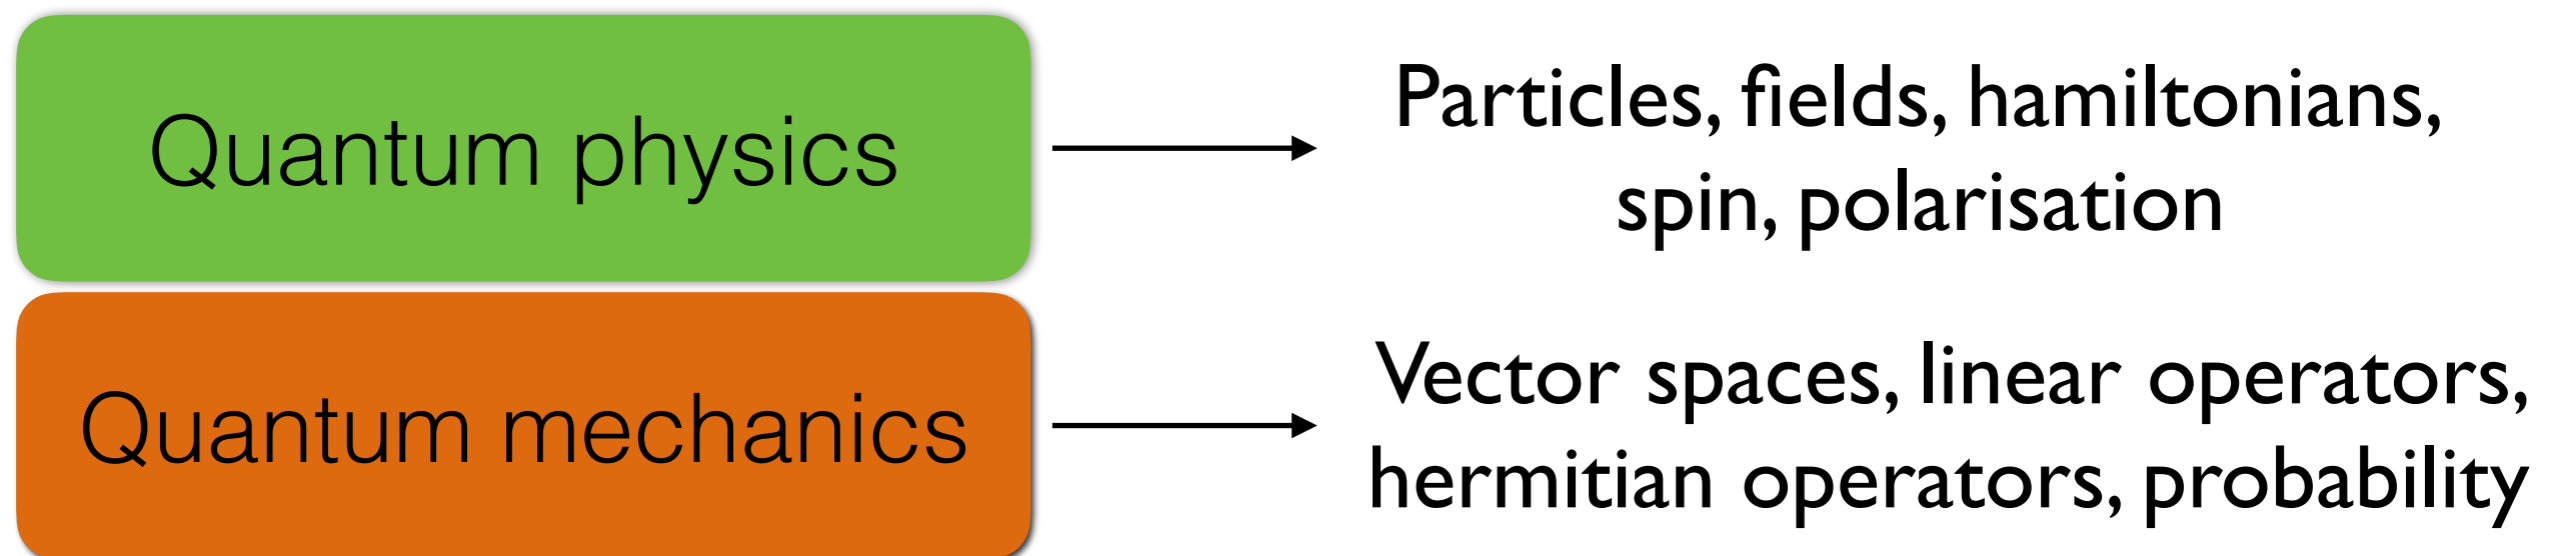 Quantum physics
Particles, fields, hamiltonians,
spin, polarisation
Quantum mechanics
Vector spaces, linear operators,
hermitian operators, probability